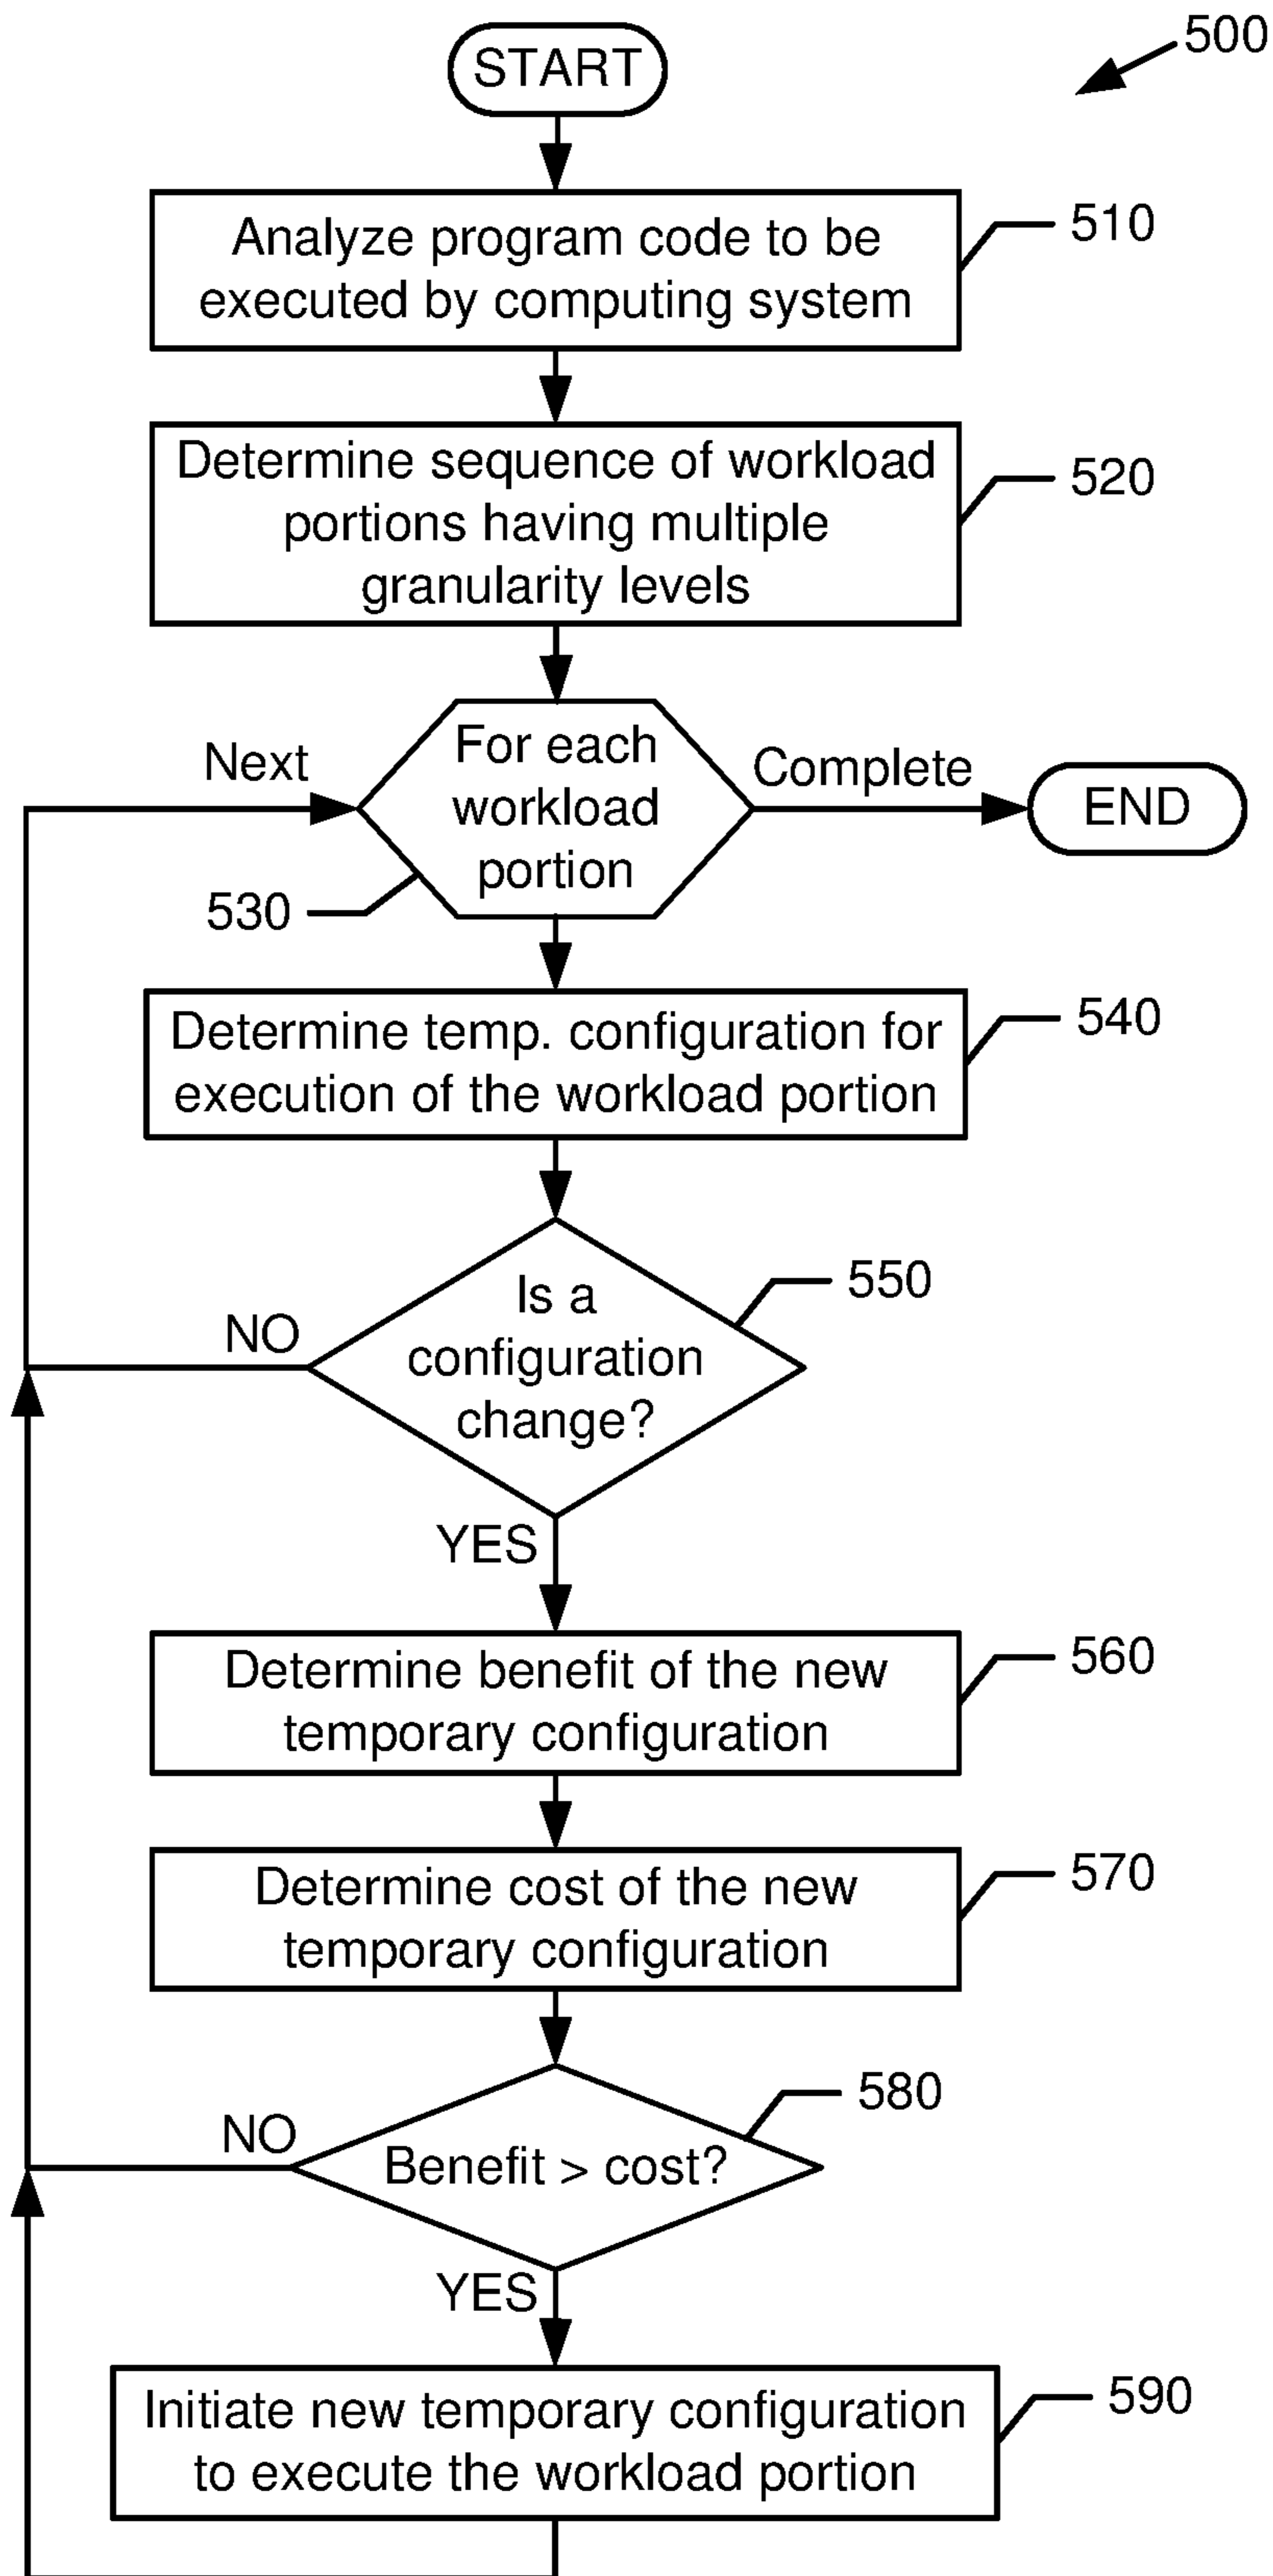 START
500
Analyze program code to be
executed by computing system
510
Determine sequence of workload
portions having multiple
granularity levels
520
Next
For each
workload
portion
Complete
END
530
Determine temp. configuration for
execution of the workload portion
540
Is a
configuration
change?
550
NO
YES
Determine benefit of the new
temporary configuration
560
Determine cost of the new
temporary configuration
570
Benefit > cost?
580
NO
YES
Initiate new temporary configuration
to execute the workload portion
590